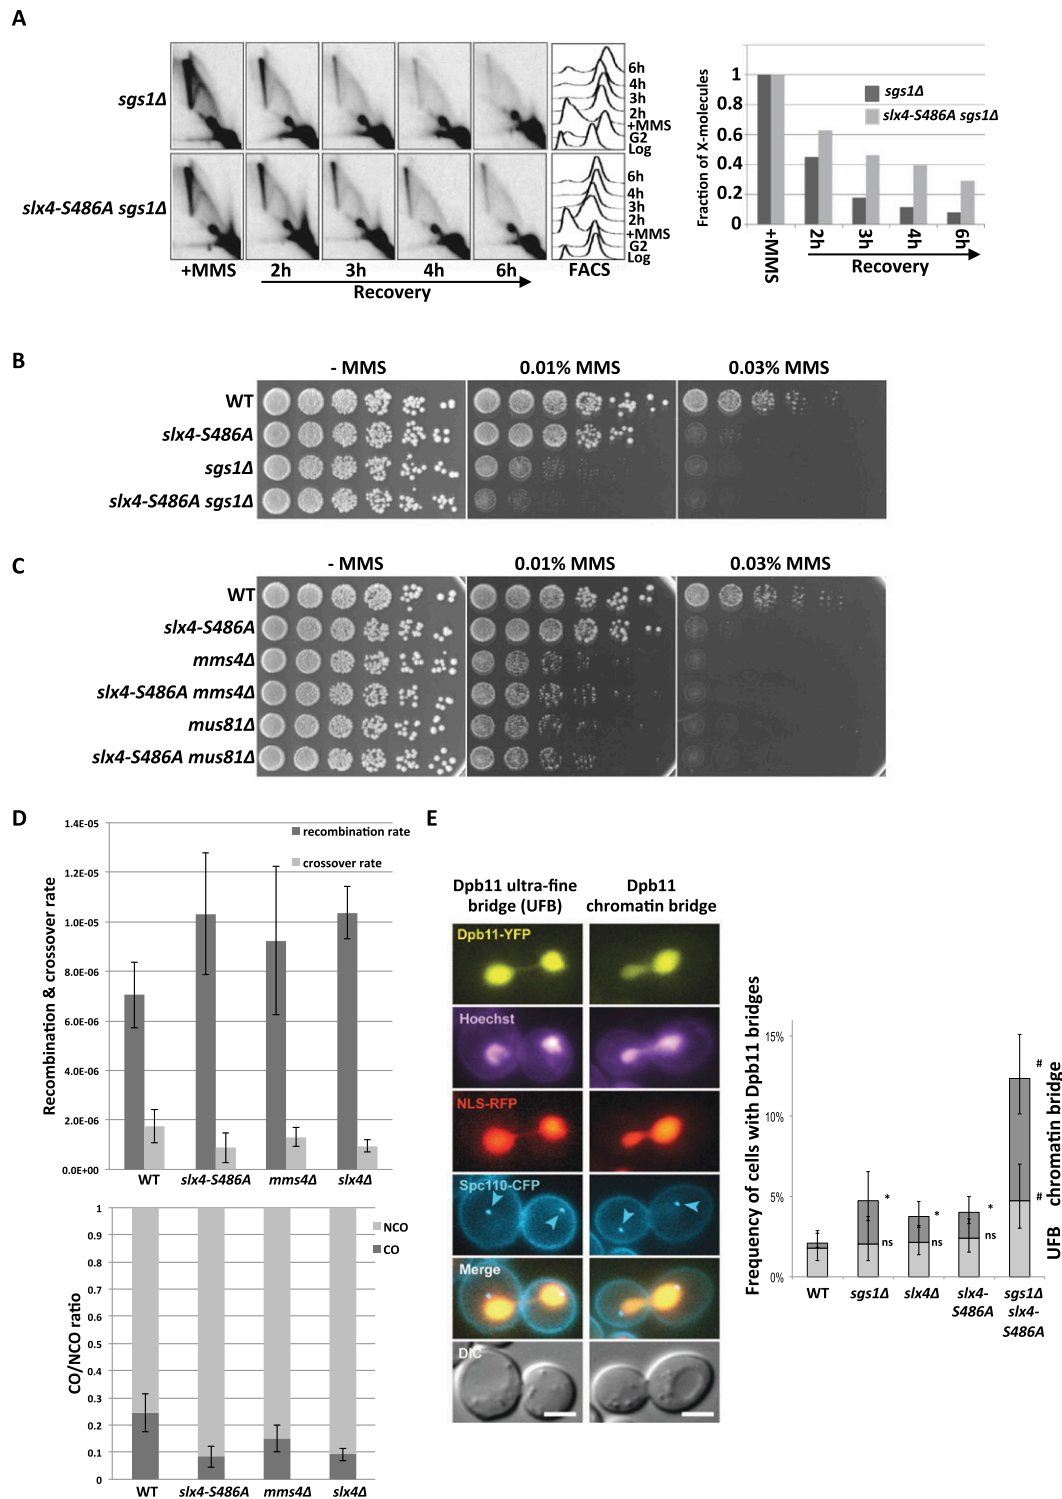 A
sgs1Δ
slx4-S486A sgs1Δ
6h
4h
3h
2h
+MMS
G2
Log
6h
4h
3h
2h
+MMS
G2
Log
+MMS 2h 3h 4h 6h FACS
Recovery
Fraction of X-molecules
1
0.8
0.6
0.4
0.2
0
sgs1Δ
slx4-S486A sgs1Δ
+MMS 2h 3h 4h 6h
Recovery
B
- MMS 0.01% MMS 0.03% MMS
WT
slx4-S486A
sgs1Δ
slx4-S486A sgs1Δ
C
- MMS 0.01% MMS 0.03% MMS
WT
slx4-S486A
mms4Δ
slx4-S486A mms4Δ
mus81Δ
slx4-S486A mus81Δ
D
Recombination & crossover rate
1.4E-05
1.2E-05
1.0E-05
8.0E-06
6.0E-06
4.0E-06
2.0E-06
0.0E+00
recombination rate
crossover rate
WT slx4-S486A mms4Δ slx4Δ
CO/NCO ratio
1
0.9
0.8
0.7
0.6
0.5
0.4
0.3
0.2
0.1
0
NCO
CO
WT slx4-S486A mms4Δ slx4Δ
E
Dpb11 ultra-fine
bridge (UFB)
Dpb11
chromatin bridge
Dpb11-YFP
Hoechst
NLS-RFP
Spc110-CFP
Merge
DIC
Frequency of cells with Dpb11 bridges
15%
10%
5%
0%
*
ns
*
ns
*
ns
#
#
UFB chromatin bridge
WT sgs1Δ slx4Δ slx4-
S486A
sgs1Δ
slx4-
S486A